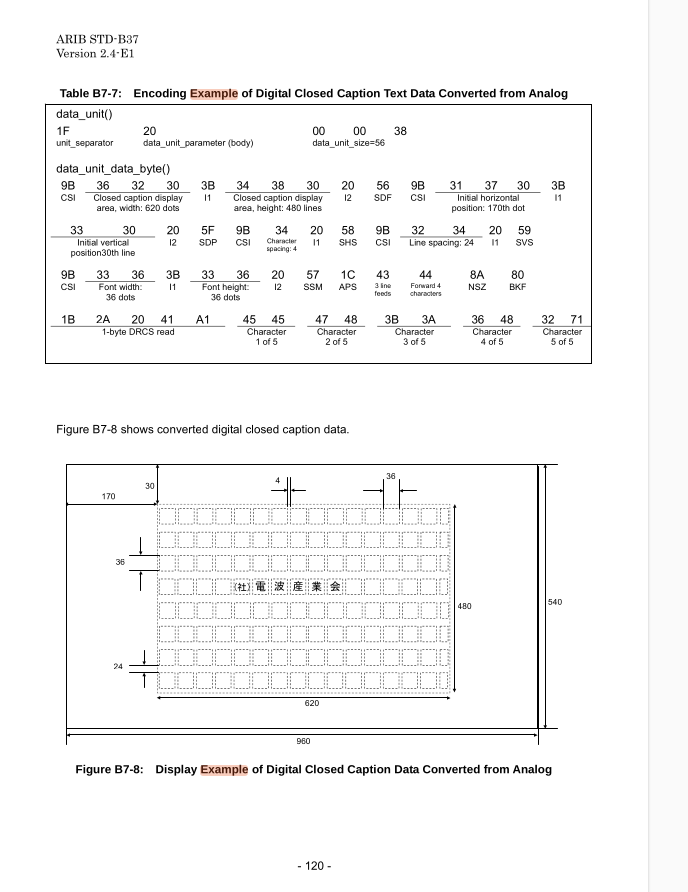 ARIB STD-B37
Version 2.4-E1
Table B7-7: Encoding Example of Digital Closed Caption Text Data Converted from Analog
data_unit()
1F 20 00 00 38
unit_separator data_unit_parameter (body) data_unit_size=56
data_unit_data_byte()
9B 36 32 30 3B 34 38 30 20 56 9B 31 37 30 3B
CSI Closed caption display I1 Closed caption display I2 SDF CSI Initial horizontal I1
area, width: 620 dots area, height: 480 lines position: 170th dot
33 30 20 5F 9B 34 20 58 9B 32 34 20 59
Initial vertical I2 SDP CSI Character I1 SHS CSI Line spacing: 24 I1 SVS
position30th line spacing: 4
9B 33 36 3B 33 36 20 57 1C 43 44 8A 80
CSI Font width: I1 Font height: I2 SSM APS 3 line Forward 4 NSZ BKF
36 dots 36 dots feeds characters
1B 2A 20 41 A1 45 45 47 48 3B 3A 36 48 32 71
1-byte DRCS read Character Character Character Character Character
1 of 5 2 of 5 3 of 5 4 of 5 5 of 5
Figure B7-8 shows converted digital closed caption data.
30 4 36
170
36
㈳ 電 波 産 業 会
480 540
24
620
960
Figure B7-8: Display Example of Digital Closed Caption Data Converted from Analog
- 120 -